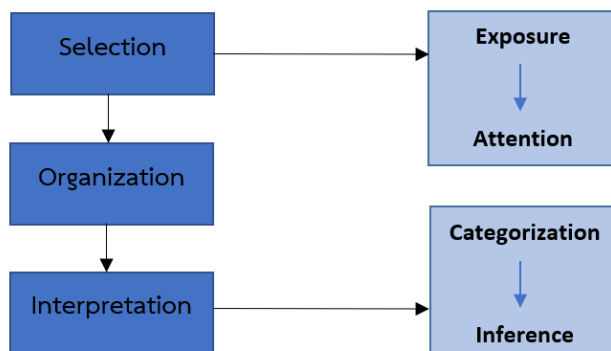 Selection
Exposure
Attention
Organization
Categorization
Interpretation
Inference